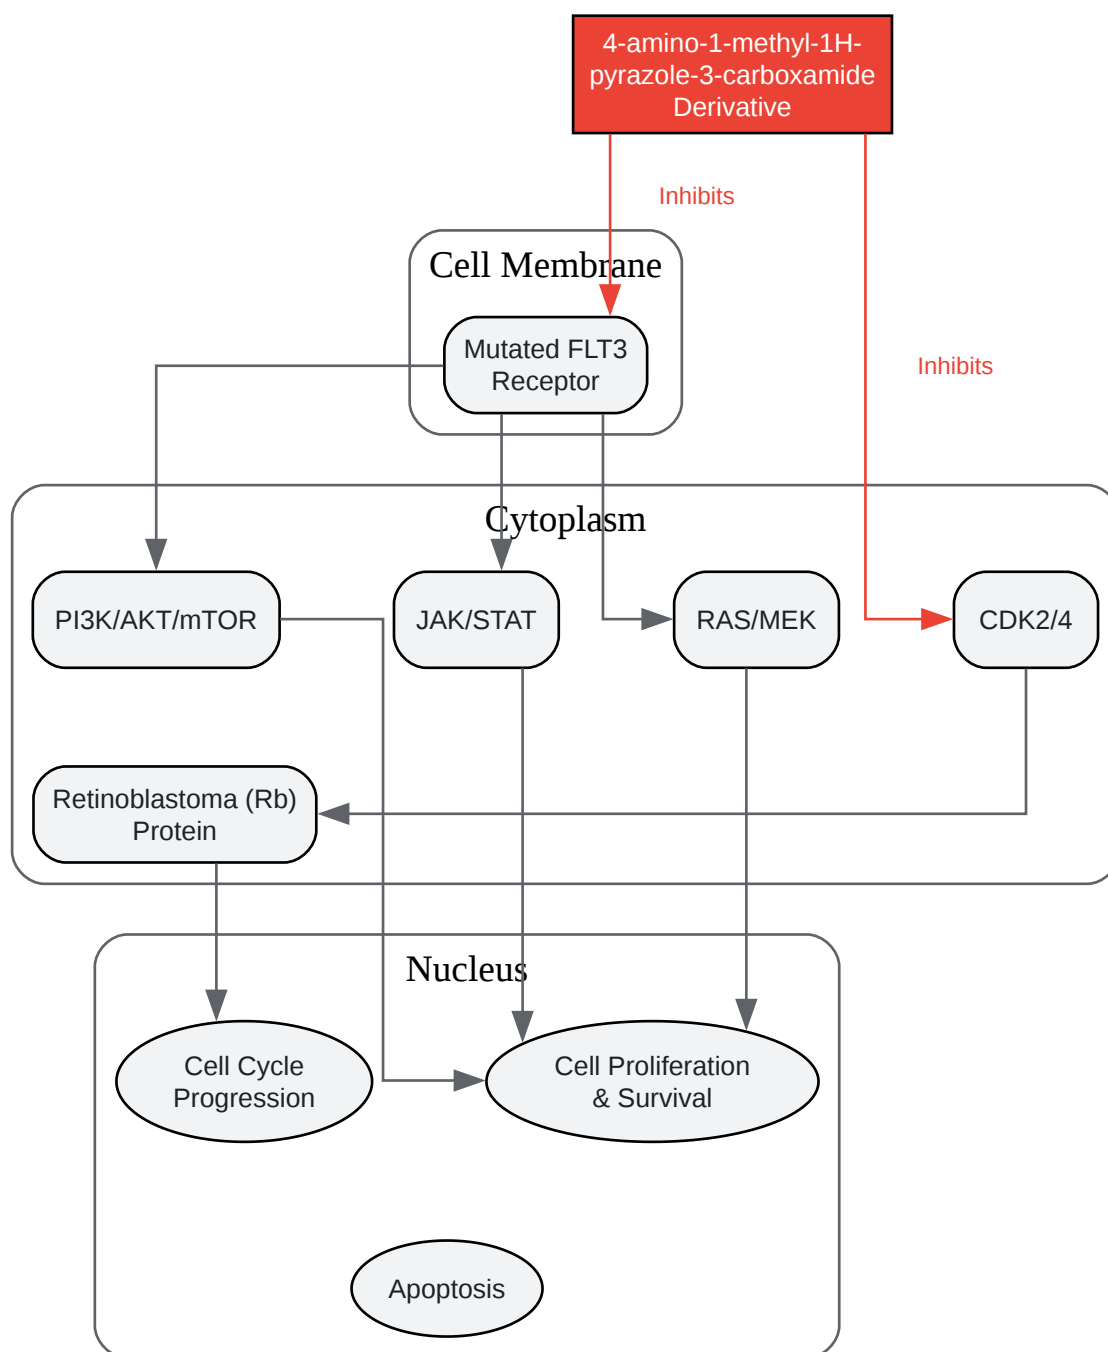 4-amino-1-methyl-1H-
pyrazole-3-carboxamide
Derivative
Inhibits
Cell Membrane
Mutated FLT3
Receptor
Inhibits
Cytoplasm
PI3K/AKT/mTOR
JAK/STAT
RAS/MEK
CDK2/4
Retinoblastoma (Rb)
Protein
Nucleus
Cell Cycle
Progression
Cell Proliferation
& Survival
Apoptosis